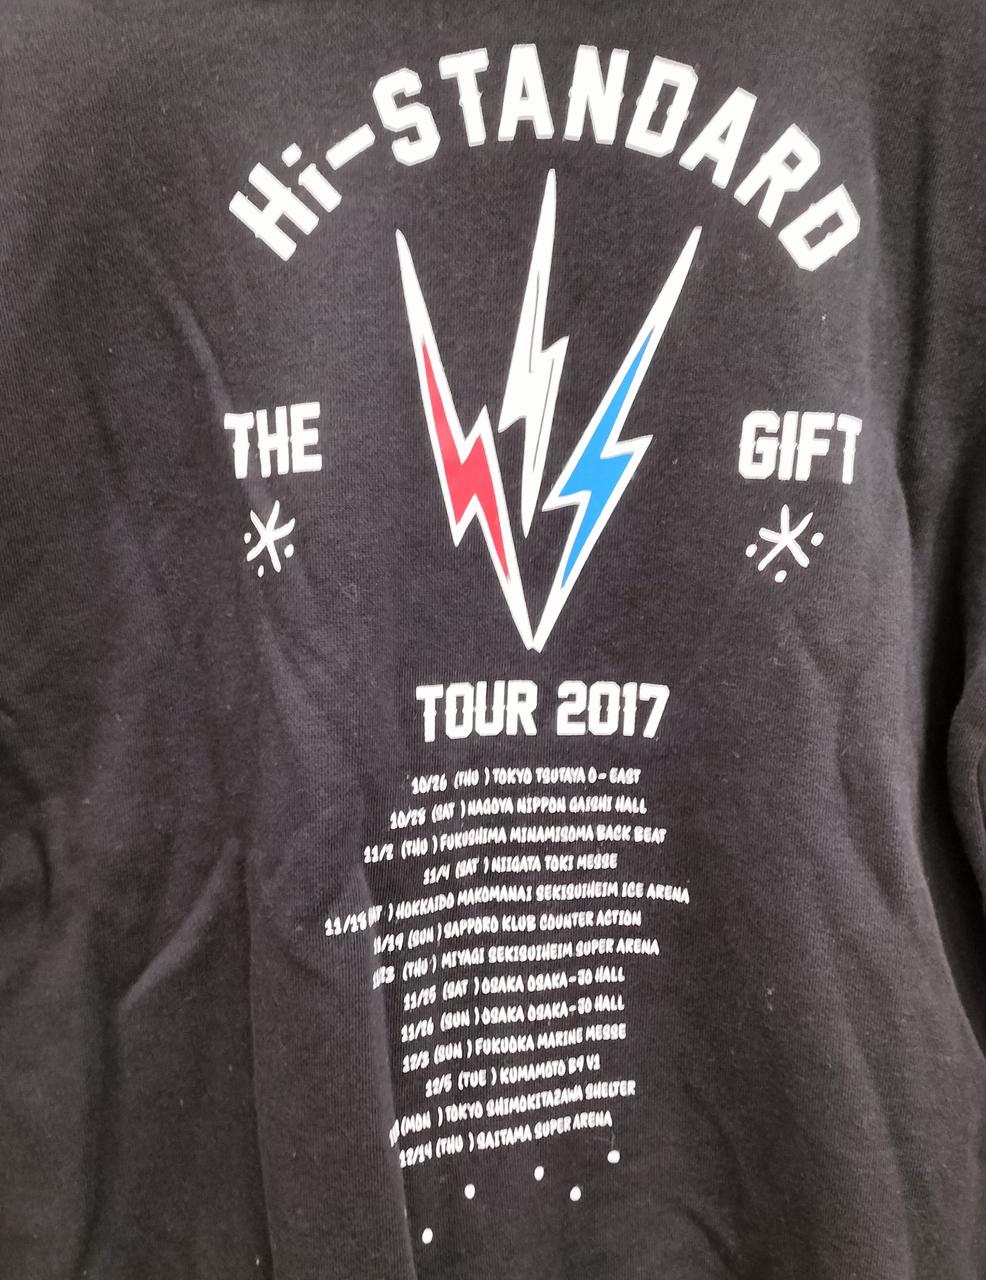 Hi-STANDARD
THE GIFT
TOUR 2017
10/26 (THU) TOKYO TSUTAYA O-EAST
10/28 (SAT) NAGOYA NIPPON GAISHI HALL
11/2 (THU) FUKUSHIMA MINAMISOMA BACK BEAT
11/4 (SAT) NIIGATA TOKI MESSE
11/18 HOKKAIDO MAKOMANAI SEKISUIHEIM ICE ARENA
11/19 (SUN) SAPPORO KLUB COUNTER ACTION
(THU) MIYAGI SEKISUIHEIM SUPER ARENA
11/25 (SAT) OSAKA OSAKA-JO HALL
11/26 (SUN) OSAKA OSAKA-JO HALL
12/3 (SUN) FUKUOKA MARINE MESSE
12/5 (TUE) KUMAMOTO B9 V1
(MON) TOKYO SHIMOKITAZAWA SHELTER
12/14 (THU) SAITAMA SUPER ARENA